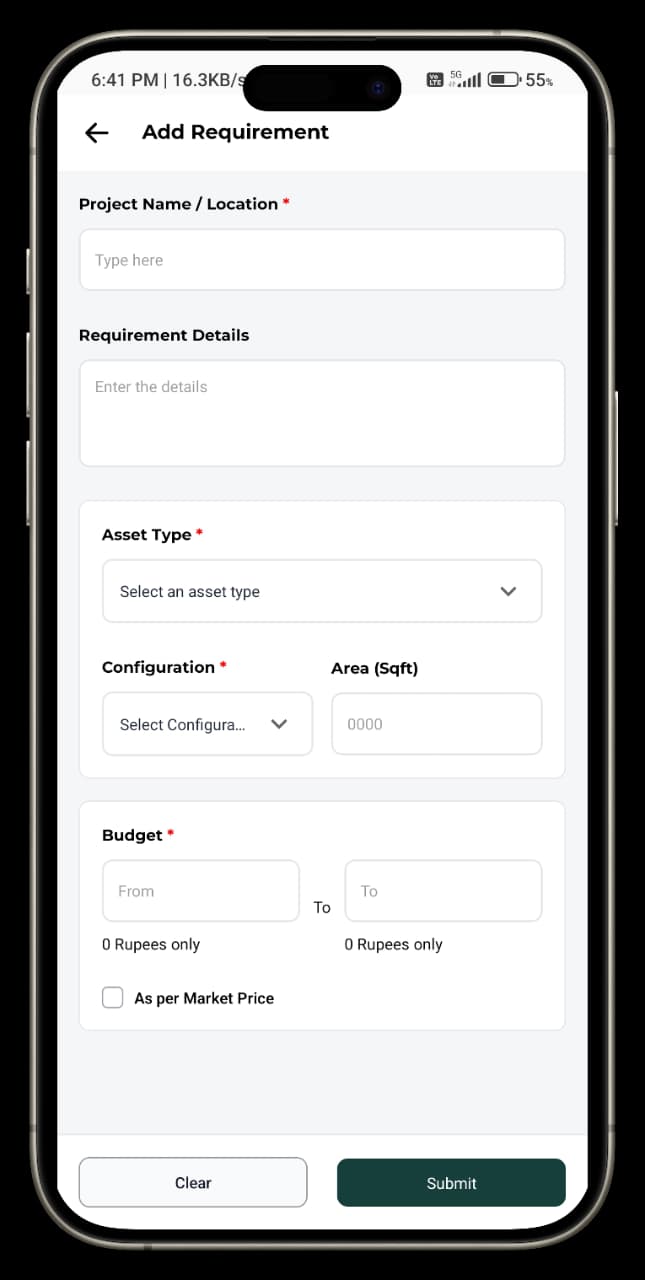 6:41 PM | 16.3KB/s
Vo LTE 5G 55%
Add Requirement
Project Name / Location *
Type here
Requirement Details
Enter the details
Asset Type *
Select an asset type
Configuration * Area (Sqft)
Select Configura... 0000
Budget *
From To To
0 Rupees only 0 Rupees only
As per Market Price
Clear Submit